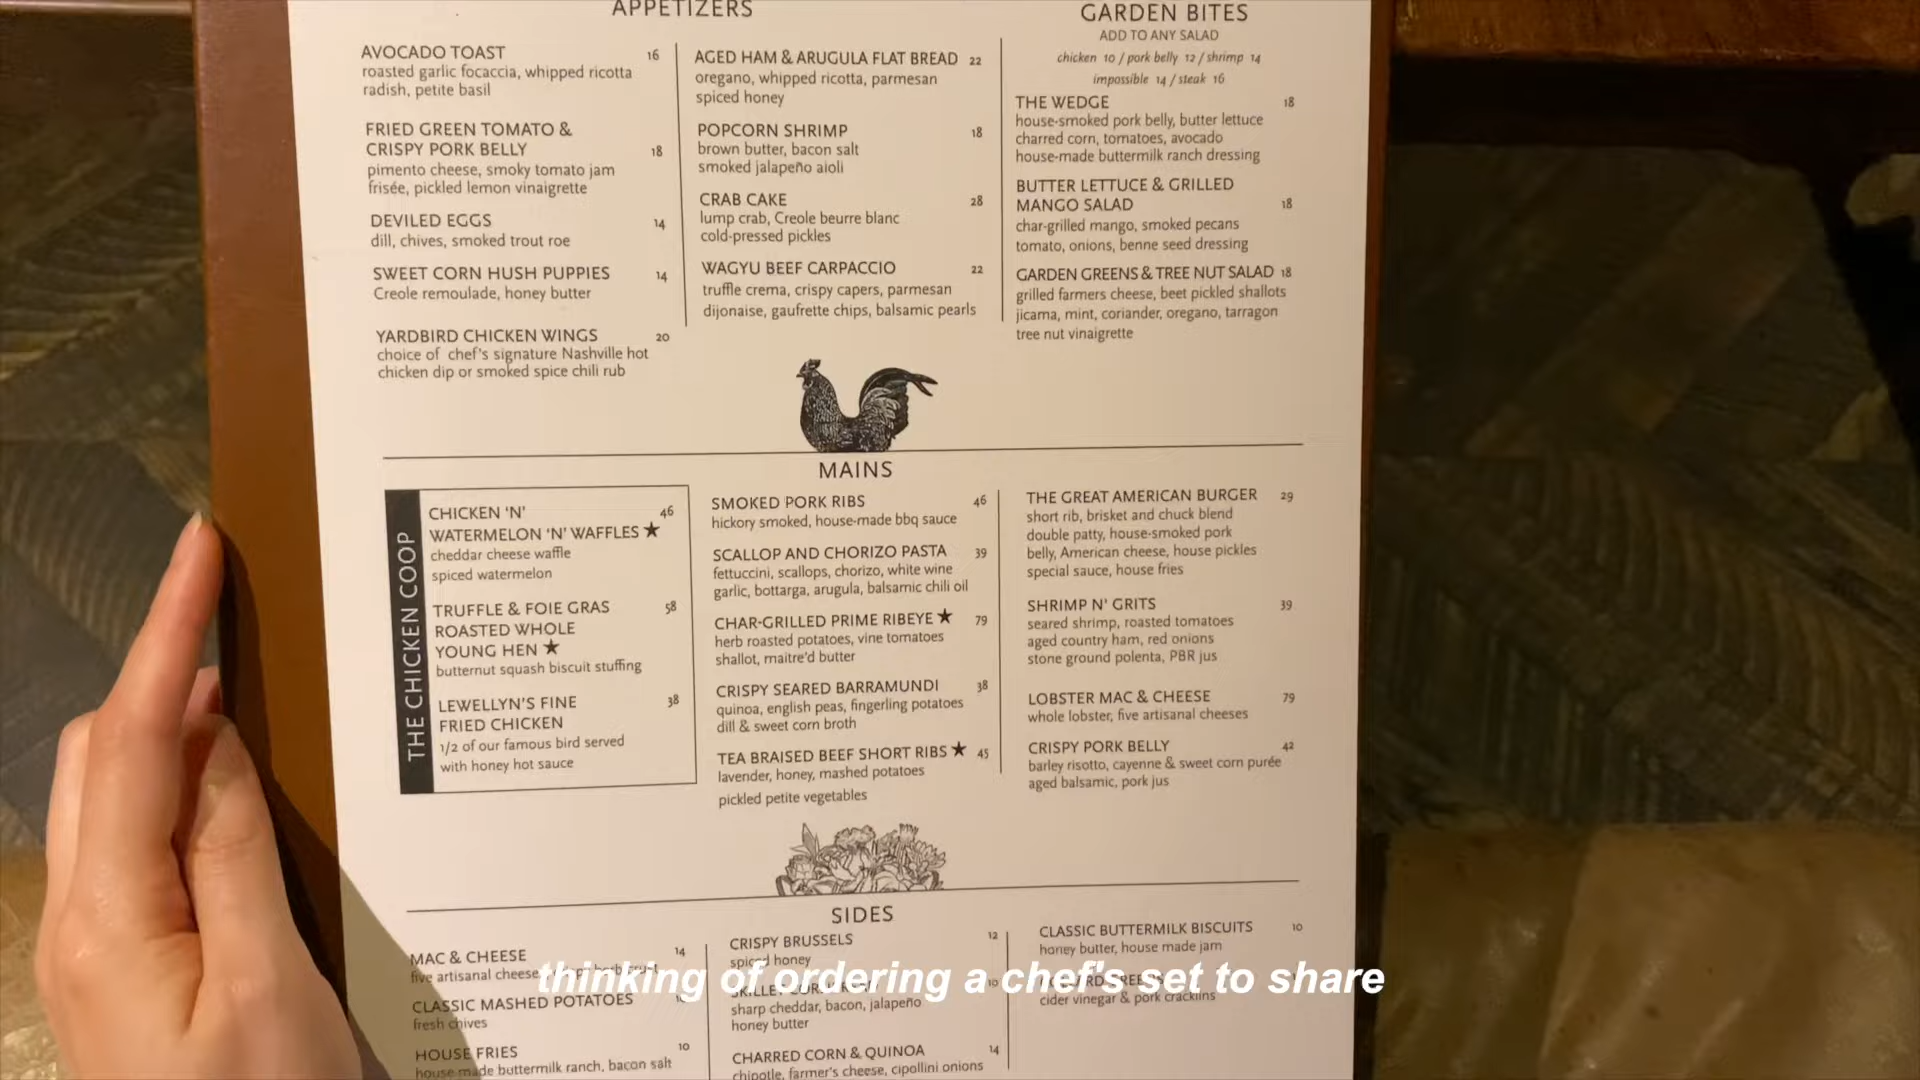 APPETIZERS
AVOCADO TOAST 16
roasted garlic focaccia, whipped ricotta
radish, petite basil
FRIED GREEN TOMATO &
CRISPY PORK BELLY 18
pimento cheese, smoky tomato jam
frisée, pickled lemon vinaigrette
DEVILED EGGS 14
dill, chives, smoked trout roe
SWEET CORN HUSH PUPPIES 14
Creole remoulade, honey butter
YARDBIRD CHICKEN WINGS 20
choice of chef's signature Nashville hot
chicken dip or smoked spice chili rub
AGED HAM & ARUGULA FLAT BREAD 22
oregano, whipped ricotta, parmesan
spiced honey
POPCORN SHRIMP 18
brown butter, bacon salt
smoked jalapeño aioli
CRAB CAKE 28
lump crab, Creole beurre blanc
cold-pressed pickles
WAGYU BEEF CARPACCIO 22
truffle crema, crispy capers, parmesan
dijonaise, gaufrette chips, balsamic pearls
GARDEN BITES
ADD TO ANY SALAD
chicken 10 / pork belly 12 / shrimp 14
impossible 14 / steak 16
THE WEDGE 18
house-smoked pork belly, butter lettuce
charred corn, tomatoes, avocado
house-made buttermilk ranch dressing
BUTTER LETTUCE & GRILLED
MANGO SALAD 18
char-grilled mango, smoked pecans
tomato, onions, benne seed dressing
GARDEN GREENS & TREE NUT SALAD 18
grilled farmers cheese, beet pickled shallots
jicama, mint, coriander, oregano, tarragon
tree nut vinaigrette
MAINS
THE CHICKEN COOP
CHICKEN 'N' 46
WATERMELON 'N' WAFFLES ★
cheddar cheese waffle
spiced watermelon
TRUFFLE & FOIE GRAS 58
ROASTED WHOLE
YOUNG HEN ★
butternut squash biscuit stuffing
LEWELLYN'S FINE 38
FRIED CHICKEN
1/2 of our famous bird served
with honey hot sauce
SMOKED PORK RIBS 46
hickory smoked, house-made bbq sauce
SCALLOP AND CHORIZO PASTA 39
fettuccini, scallops, chorizo, white wine
garlic, bottarga, arugula, balsamic chili oil
CHAR-GRILLED PRIME RIBEYE ★ 79
herb roasted potatoes, vine tomatoes
shallot, maitre'd butter
CRISPY SEARED BARRAMUNDI 38
quinoa, english peas, fingerling potatoes
dill & sweet corn broth
TEA BRAISED BEEF SHORT RIBS ★ 45
lavender, honey, mashed potatoes
pickled petite vegetables
THE GREAT AMERICAN BURGER 29
short rib, brisket and chuck blend
double patty, house-smoked pork
belly, American cheese, house pickles
special sauce, house fries
SHRIMP N' GRITS 39
seared shrimp, roasted tomatoes
aged country ham, red onions
stone ground polenta, PBR jus
LOBSTER MAC & CHEESE 79
whole lobster, five artisanal cheeses
CRISPY PORK BELLY 42
barley risotto, cayenne & sweet corn purée
aged balsamic, pork jus
SIDES
MAC & CHEESE 14
five artisanal cheese
CLASSIC MASHED POTATOES
fresh chives
HOUSE FRIES 10
house made buttermilk ranch, bacon salt
CRISPY BRUSSELS 12
spiced honey
SKILLET 10
sharp cheddar, bacon, jalapeño
honey butter
CHARRED CORN & QUINOA 14
chipotle, farmer's cheese, cipollini onions
CLASSIC BUTTERMILK BISCUITS 10
honey butter, house made jam
cider vinegar & pork cracklins
thinking of ordering a chef's set to share